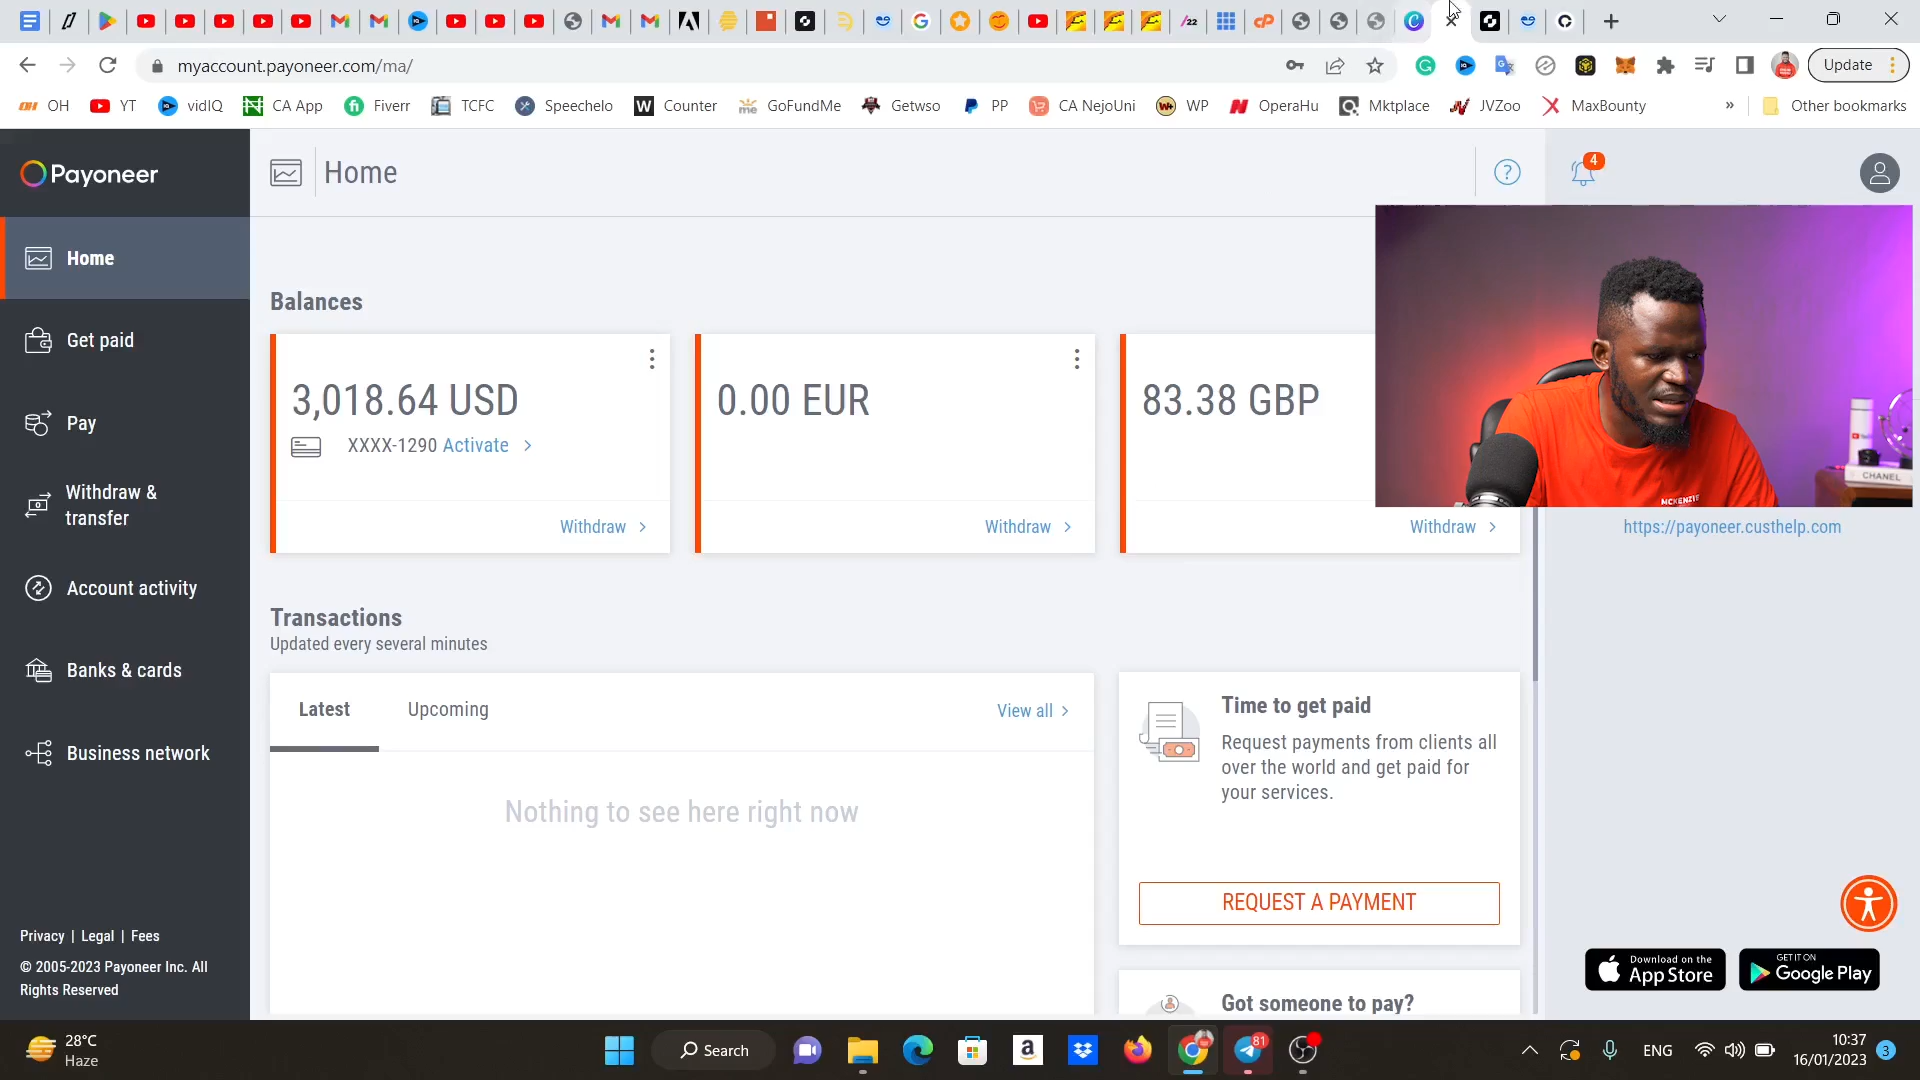 myaccount.payoneer.com/ma/
Update
OH
YT
vidIQ
CA App
Fiverr
TCFC
Speechelo
W
Counter
GoFundMe
Getwso
PP
CA NejoUni
WP
OperaHu
Mktplace
JVZoo
MaxBounty
»
Other bookmarks
Payoneer
Home
4
Home
Get paid
Pay
Withdraw &
transfer
Account activity
Banks & cards
Business network
Balances
3,018.64 USD
XXXX-1290 Activate >
Withdraw >
0.00 EUR
Withdraw >
83.38 GBP
Withdraw >
MCKENZIE
CHANEL
https://payoneer.custhelp.com
Transactions
Updated every several minutes
Latest
Upcoming
View all >
Nothing to see here right now
Time to get paid
Request payments from clients all
over the world and get paid for
your services.
REQUEST A PAYMENT
Got someone to pay?
Download on the
App Store
GET IT ON
Google Play
Privacy | Legal | Fees
© 2005-2023 Payoneer Inc. All
Rights Reserved
28°C
Haze
Search
81
ENG
10:37
16/01/2023
3